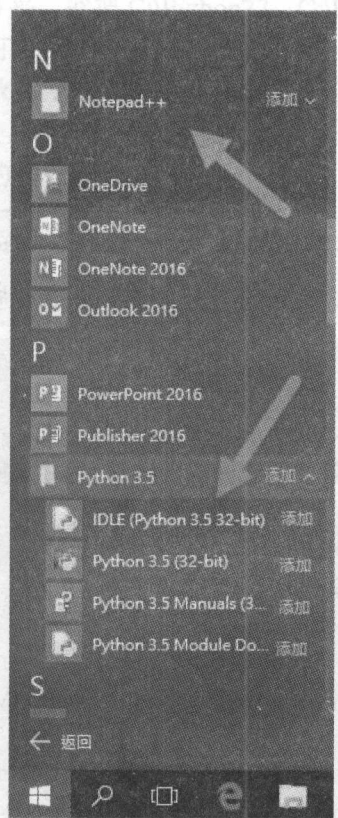 N
Notepad++ 添加
O
OneDrive
OneNote
OneNote 2016
Outlook 2016
P
PowerPoint 2016
Publisher 2016
Python 3.5 添加
IDLE (Python 3.5 32-bit) 添加
Python 3.5 (32-bit) 添加
Python 3.5 Manuals (3... 添加
Python 3.5 Module Do... 添加
S
返回